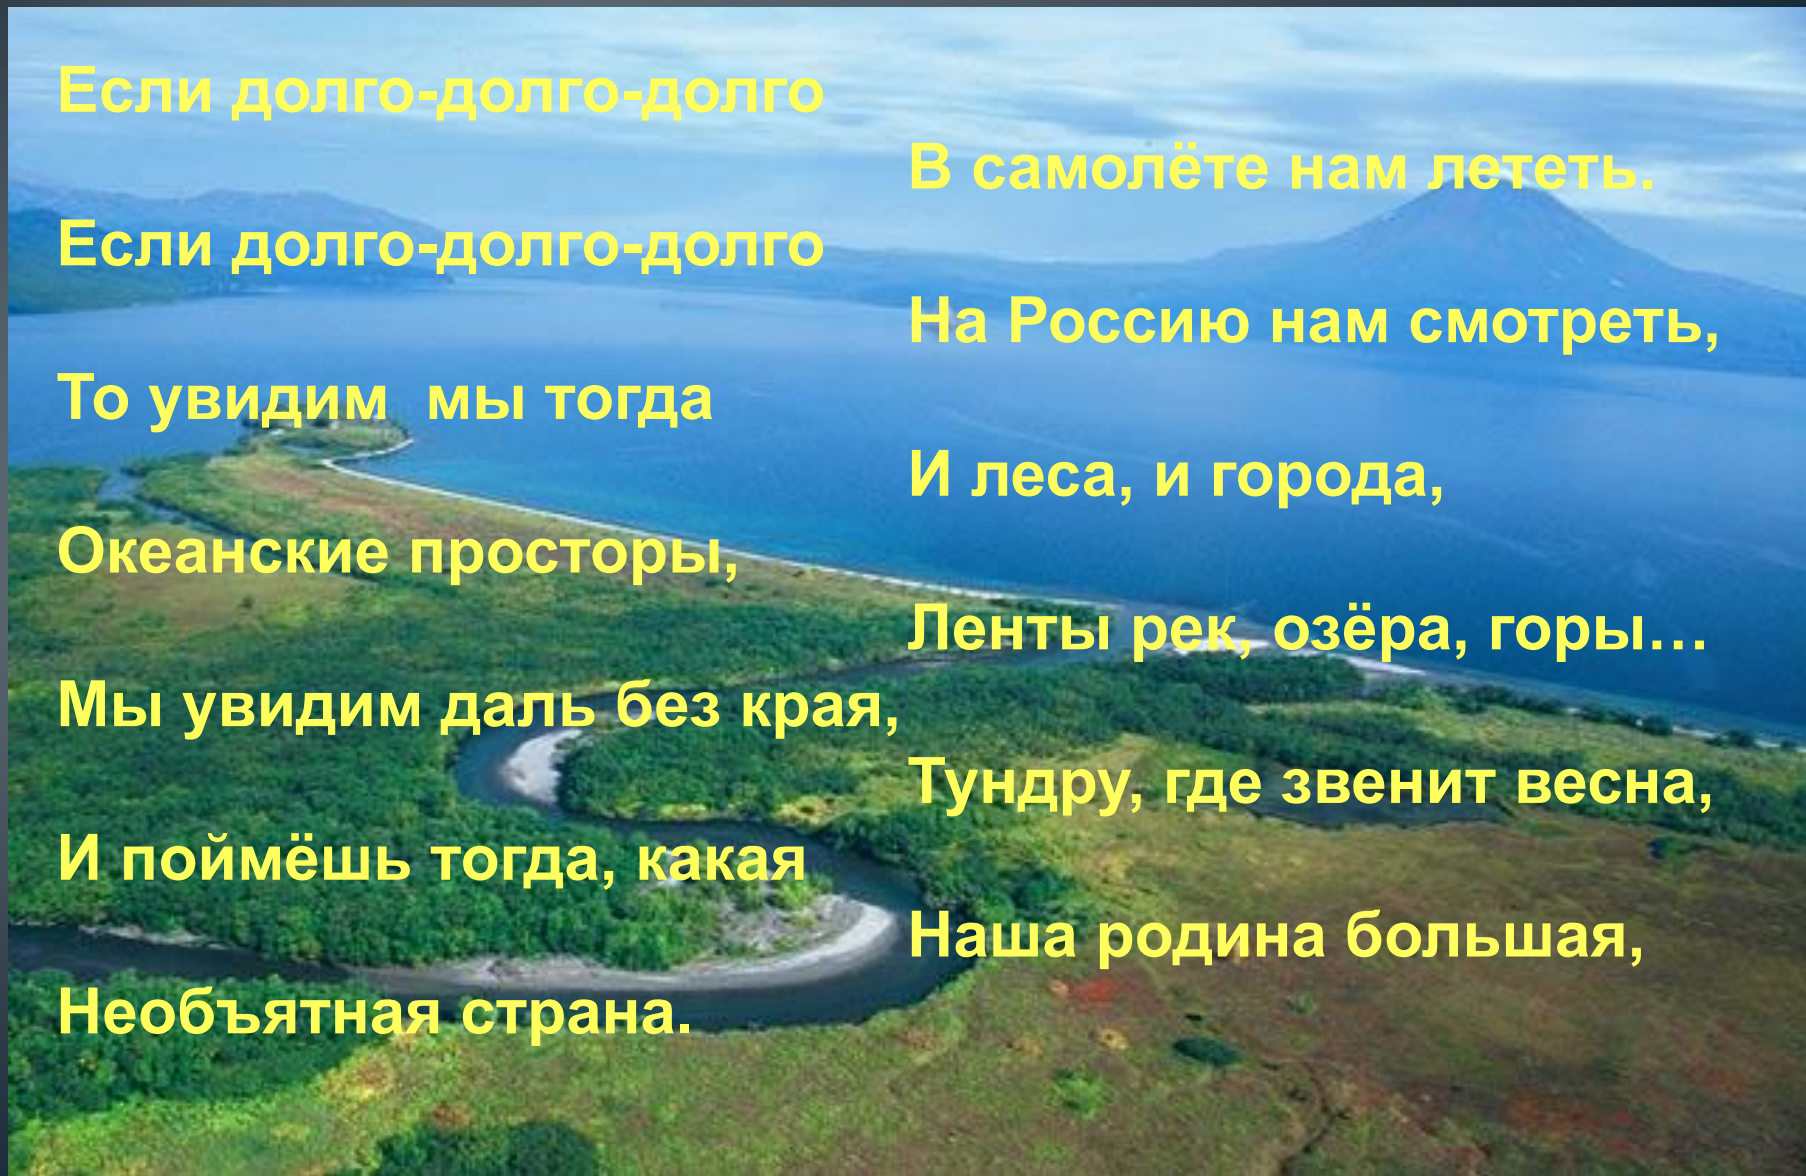 Если долго-долго-долго
В самолёте нам лететь.
Если долго-долго-долго
На Россию нам смотреть,
То увидим  мы тогда
И леса, и города,
Океанские просторы,
Ленты рек, озёра, горы…
Мы увидим даль без края,
Тундру, где звенит весна,
И поймёшь тогда, какая
Наша родина большая,
Необъятная страна.